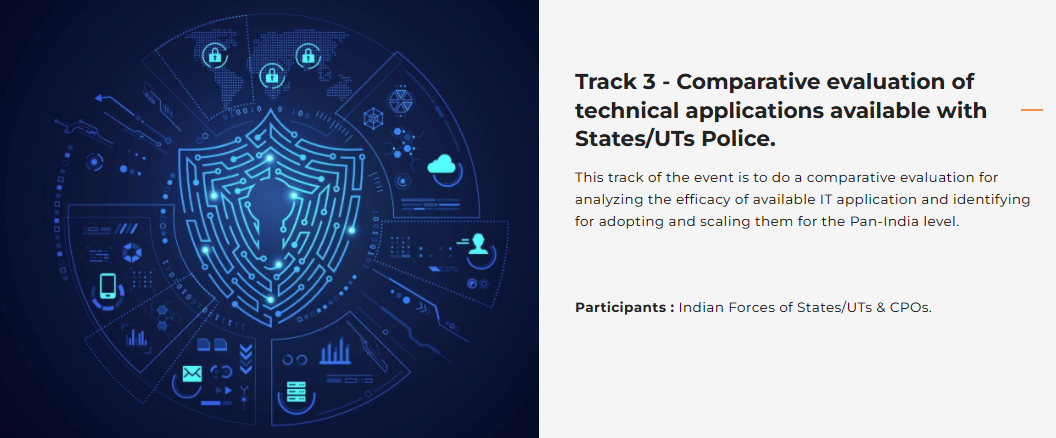 Track 3 - Comparative evaluation of
technical applications available with
States/UTs Police.
This track of the event is to do a comparative evaluation for
analyzing the efficacy of available IT application and identifying
for adopting and scaling them for the Pan-India level.
Participants : Indian Forces of States/UTs & CPOs.